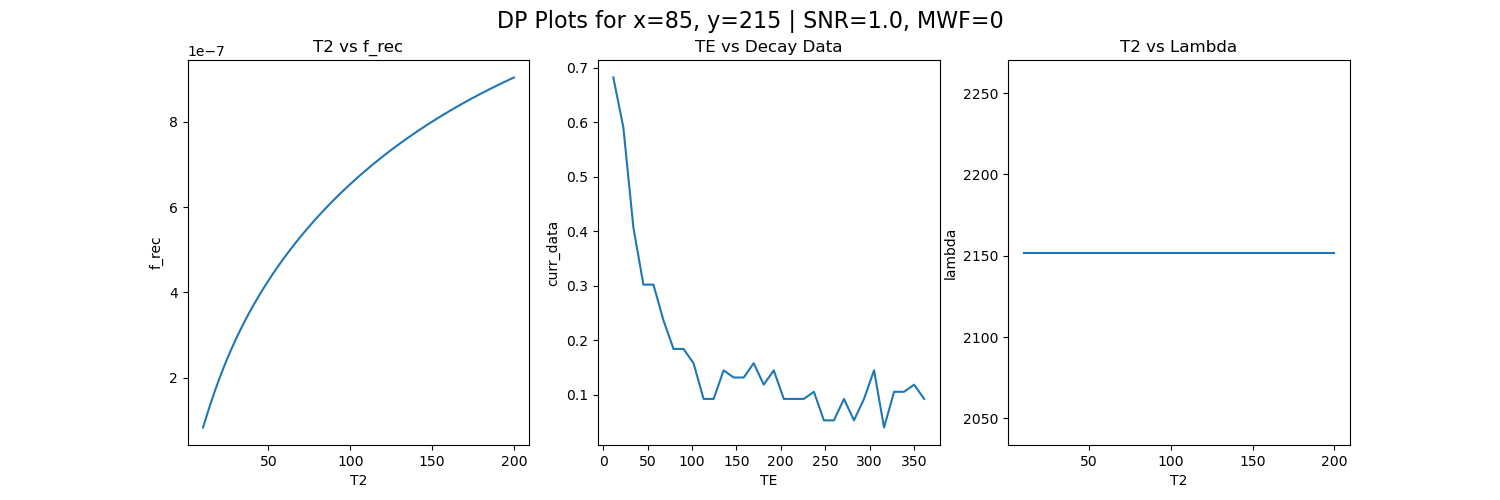 DP Plots for x=85, y=215 | SNR=1.0, MWF=0
T2 vs f_rec
1e−7
8
6
4
2
f_rec
50
100
150
200
T2
TE vs Decay Data
0.7
0.6
0.5
0.4
0.3
0.2
0.1
curr_data
0
50
100
150
200
250
300
350
TE
T2 vs Lambda
2250
2200
2150
2100
2050
lambda
50
100
150
200
T2